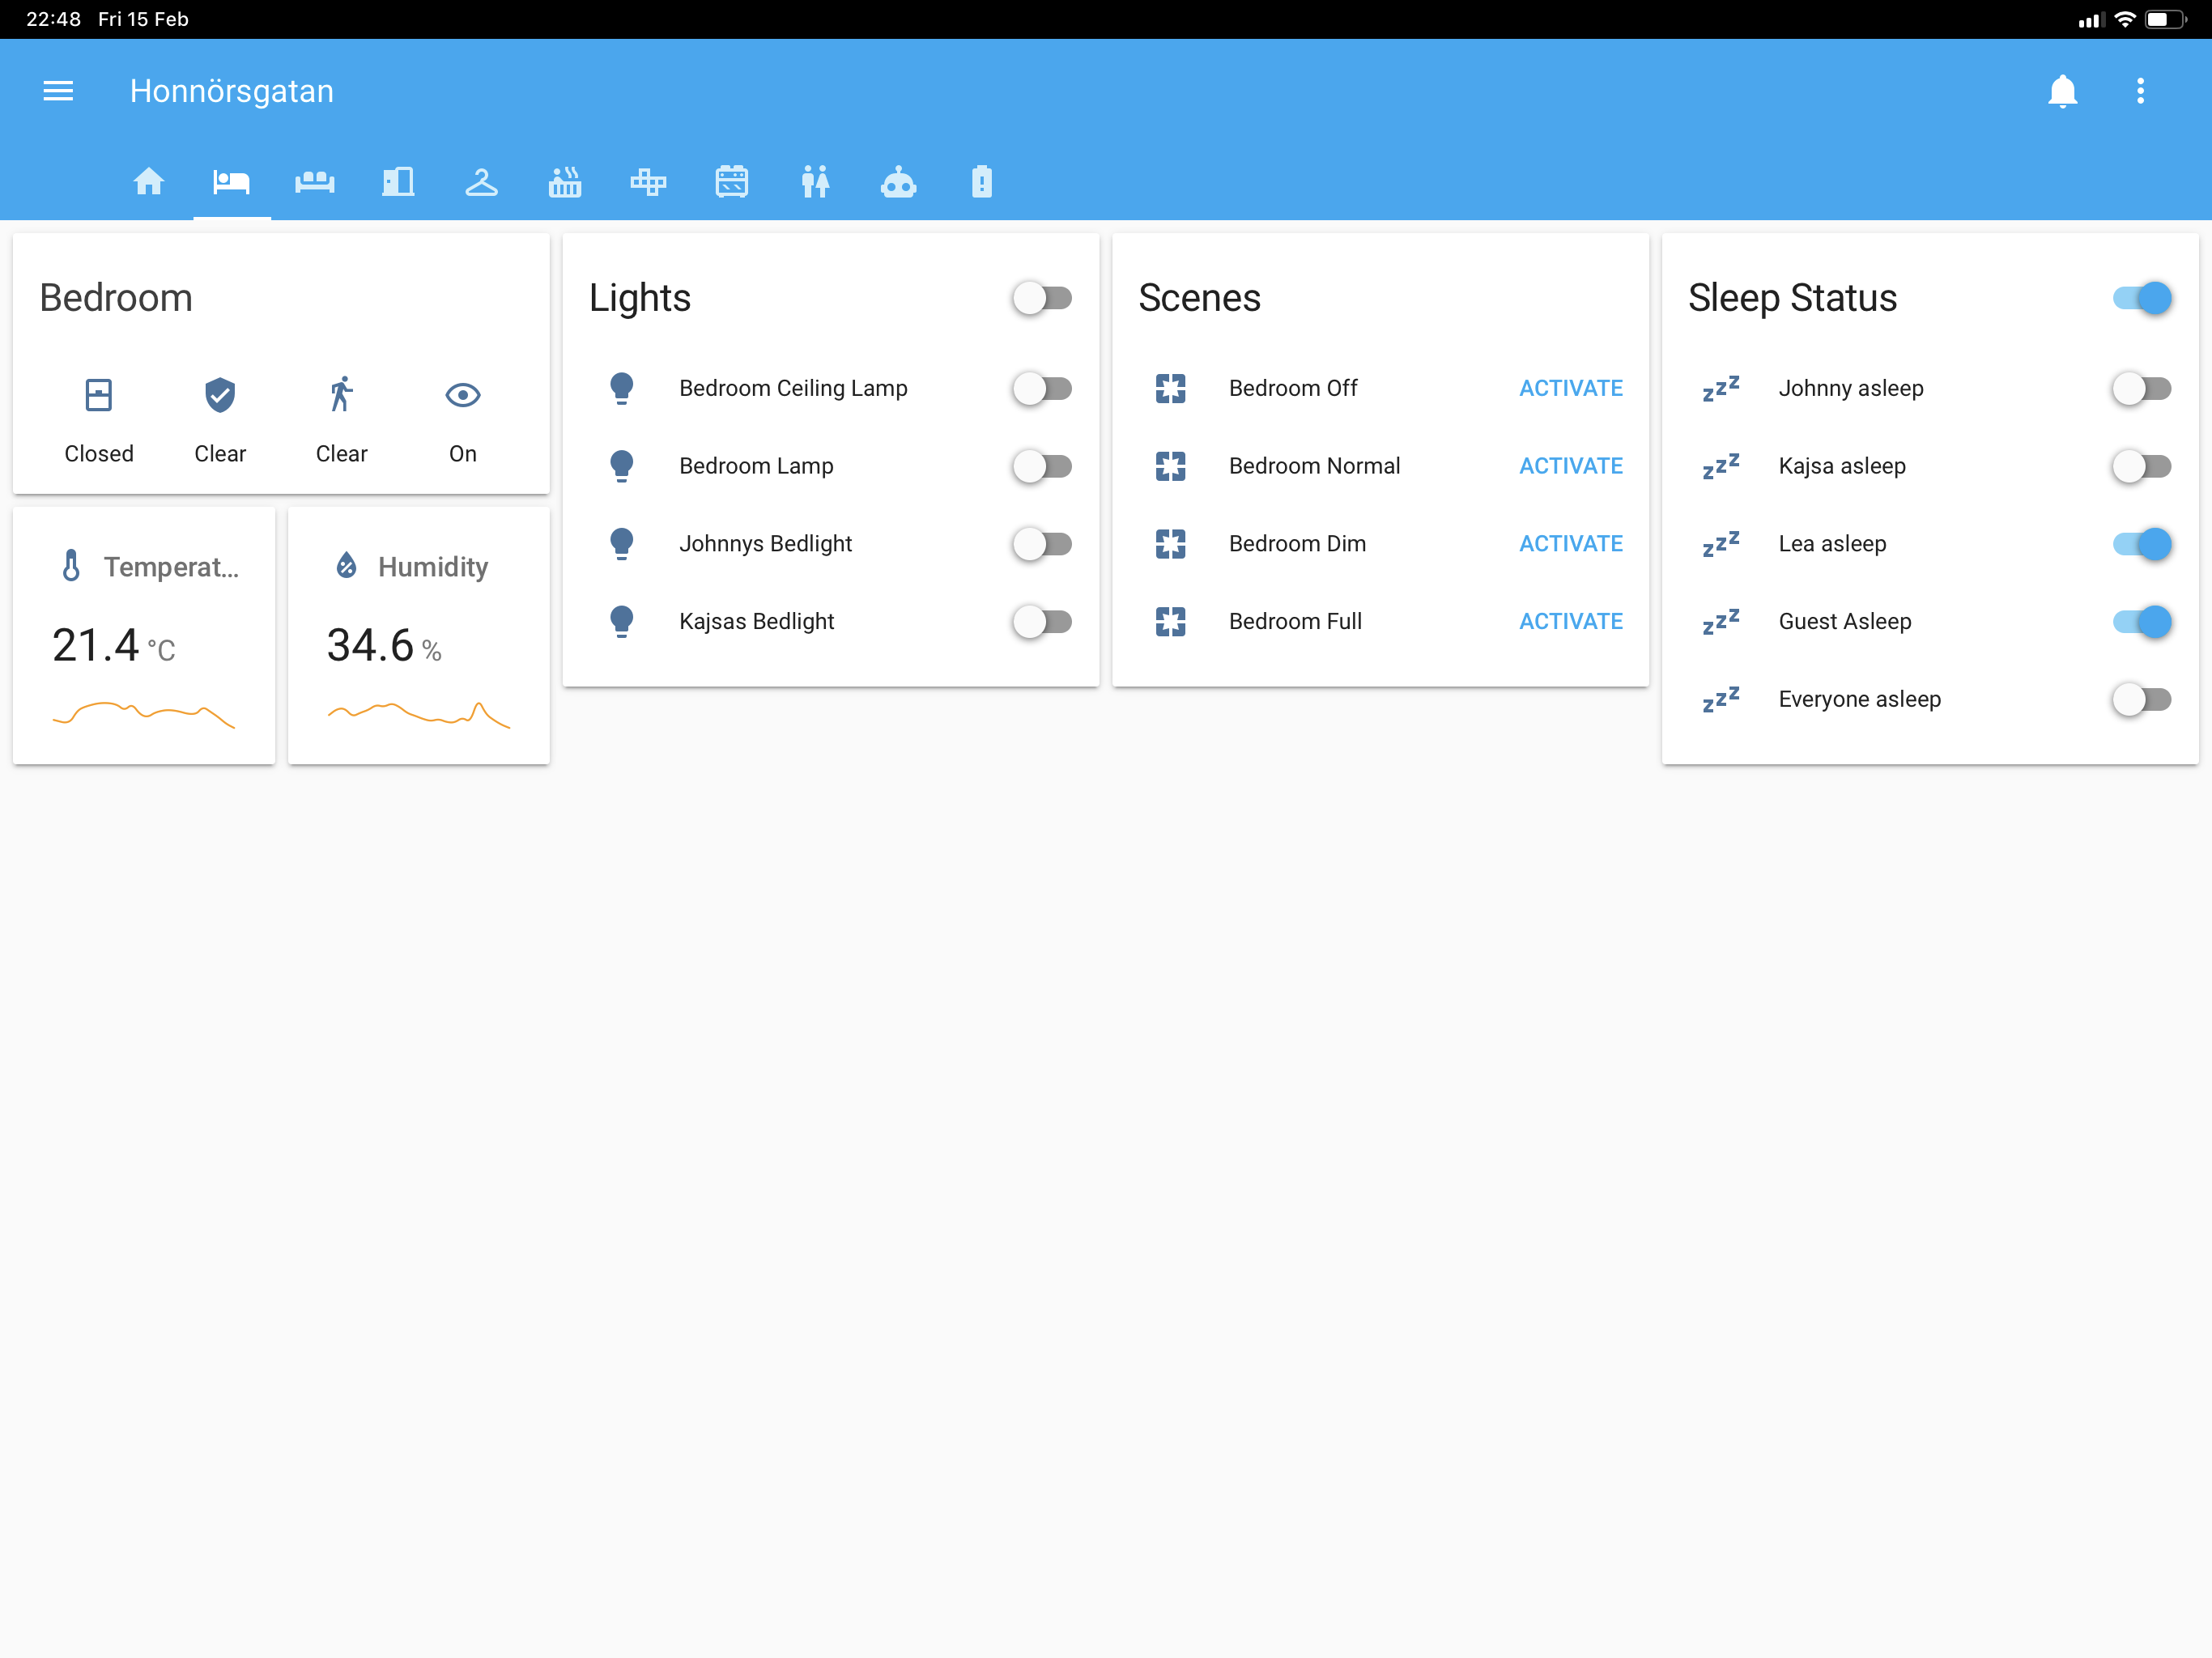 22:48 Fri 15 Feb
Honnörsgatan
Bedroom
Closed Clear Clear On
Temperat...
21.4 °C
Humidity
34.6 %
Lights
Bedroom Ceiling Lamp
Bedroom Lamp
Johnnys Bedlight
Kajsas Bedlight
Scenes
Bedroom Off ACTIVATE
Bedroom Normal ACTIVATE
Bedroom Dim ACTIVATE
Bedroom Full ACTIVATE
Sleep Status
Johnny asleep
Kajsa asleep
Lea asleep
Guest Asleep
Everyone asleep